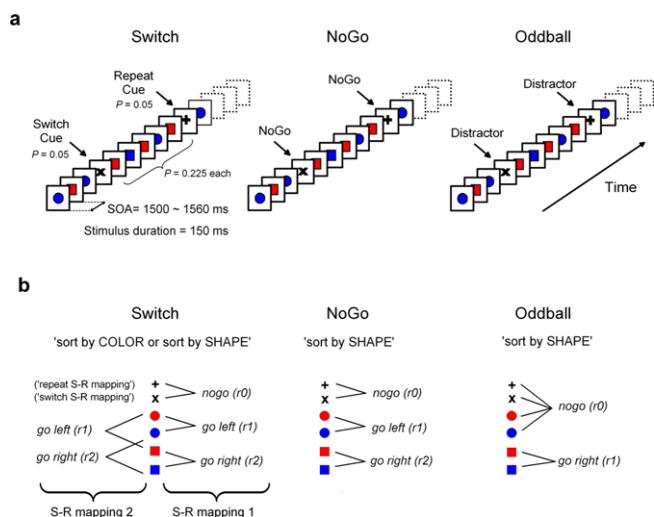 a
Switch
NoGo
Oddball
Repeat
Cue
P = 0.05
Switch
Cue
P = 0.05
+
x
P = 0.225 each
SOA= 1500 ~ 1560 ms
Stimulus duration = 150 ms
NoGo
NoGo
+
x
Distractor
Distractor
+
x
Time
b
Switch
NoGo
Oddball
'sort by COLOR or sort by SHAPE'
'sort by SHAPE'
'sort by SHAPE'
('repeat S-R mapping')
('switch S-R mapping')
+
x
nogo (r0)
go left (r1)
go right (r2)
go left (r1)
go right (r2)
S-R mapping 2
S-R mapping 1
+
x
nogo (r0)
go left (r1)
go right (r2)
+
x
nogo (r0)
go right (r1)